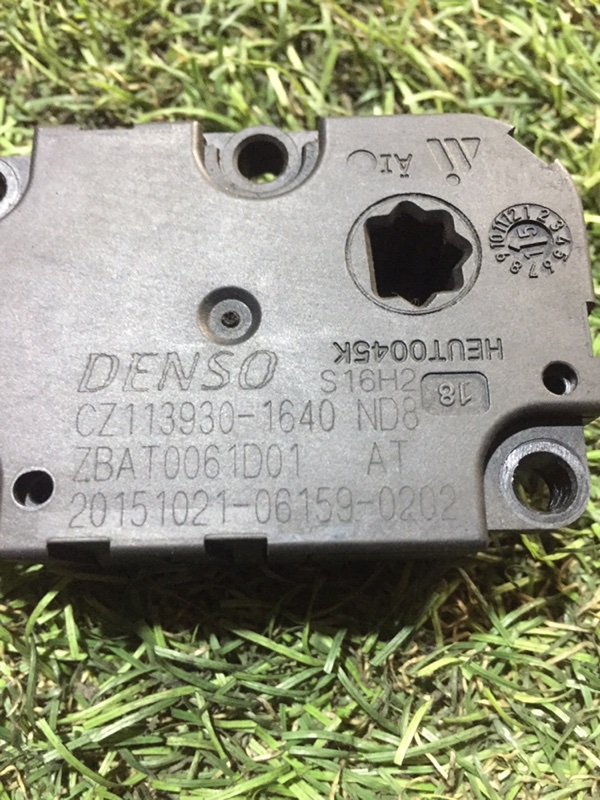 DENSO S16H2
CZ113930-1640 ND8
ZBAT0061D01 AT
20151021-06159-0202
HEUT0045K
18
1 2 3 4 5 6 7 8 9 10 11 12
15